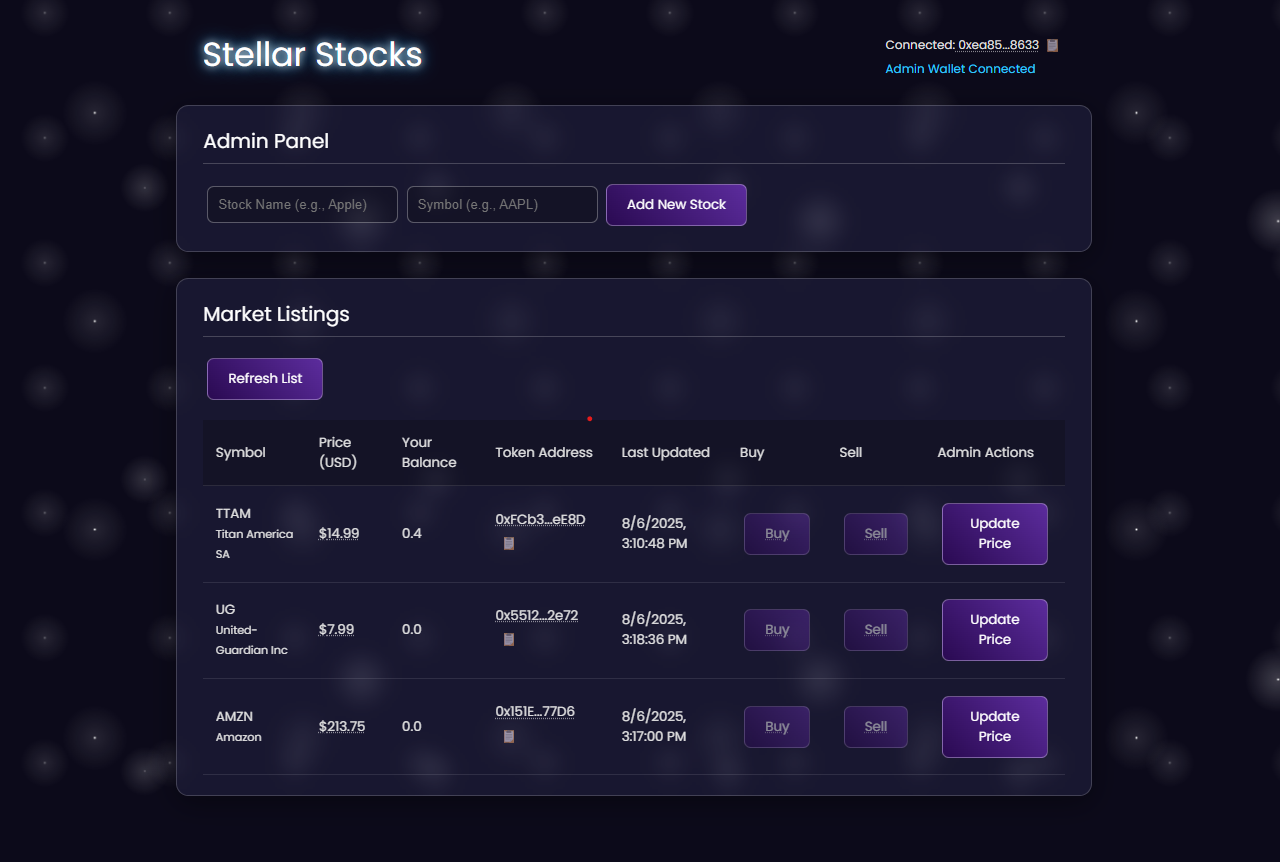 Stellar Stocks
Connected: 0xea85...8633
Admin Wallet Connected
Admin Panel
Stock Name (e.g., Apple)
Symbol (e.g., AAPL)
Add New Stock
Market Listings
Refresh List
Symbol
Price
(USD)
Your
Balance
Token Address
Last Updated
Buy
Sell
Admin Actions
TTAM
Titan America
SA
$14.99
0.4
0xFCb3...eE8D
8/6/2025,
3:10:48 PM
Buy
Sell
Update
Price
UG
United-
Guardian Inc
$7.99
0.0
0x5512...2e72
8/6/2025,
3:18:36 PM
Buy
Sell
Update
Price
AMZN
Amazon
$213.75
0.0
0x151E...77D6
8/6/2025,
3:17:00 PM
Buy
Sell
Update
Price